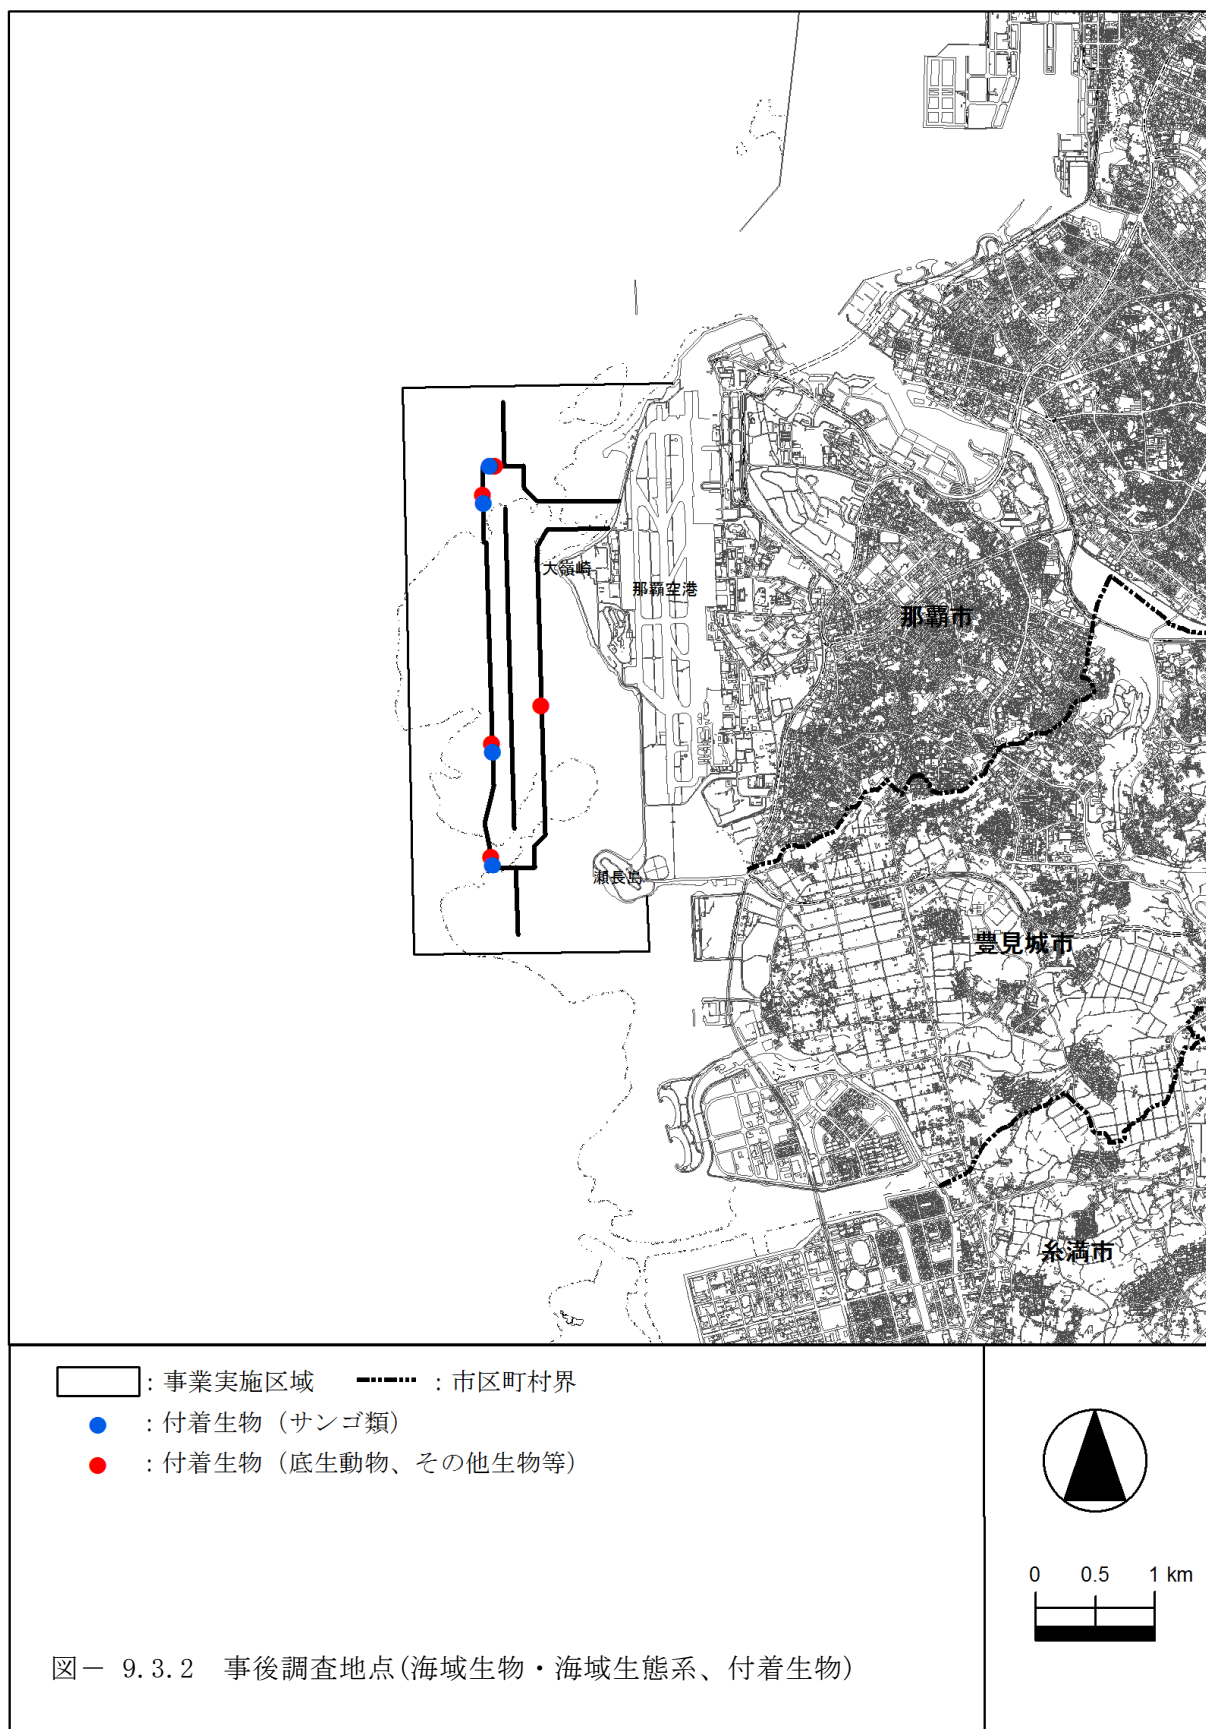 大嶺崎
那覇空港
那覇市
瀬長島
豊見城市
糸満市
：事業実施区域
：市区町村界
：付着生物（サンゴ類）
：付着生物（底生動物、その他生物等）
0 0.5 1 km
図－ 9.3.2 事後調査地点(海域生物・海域生態系、付着生物)